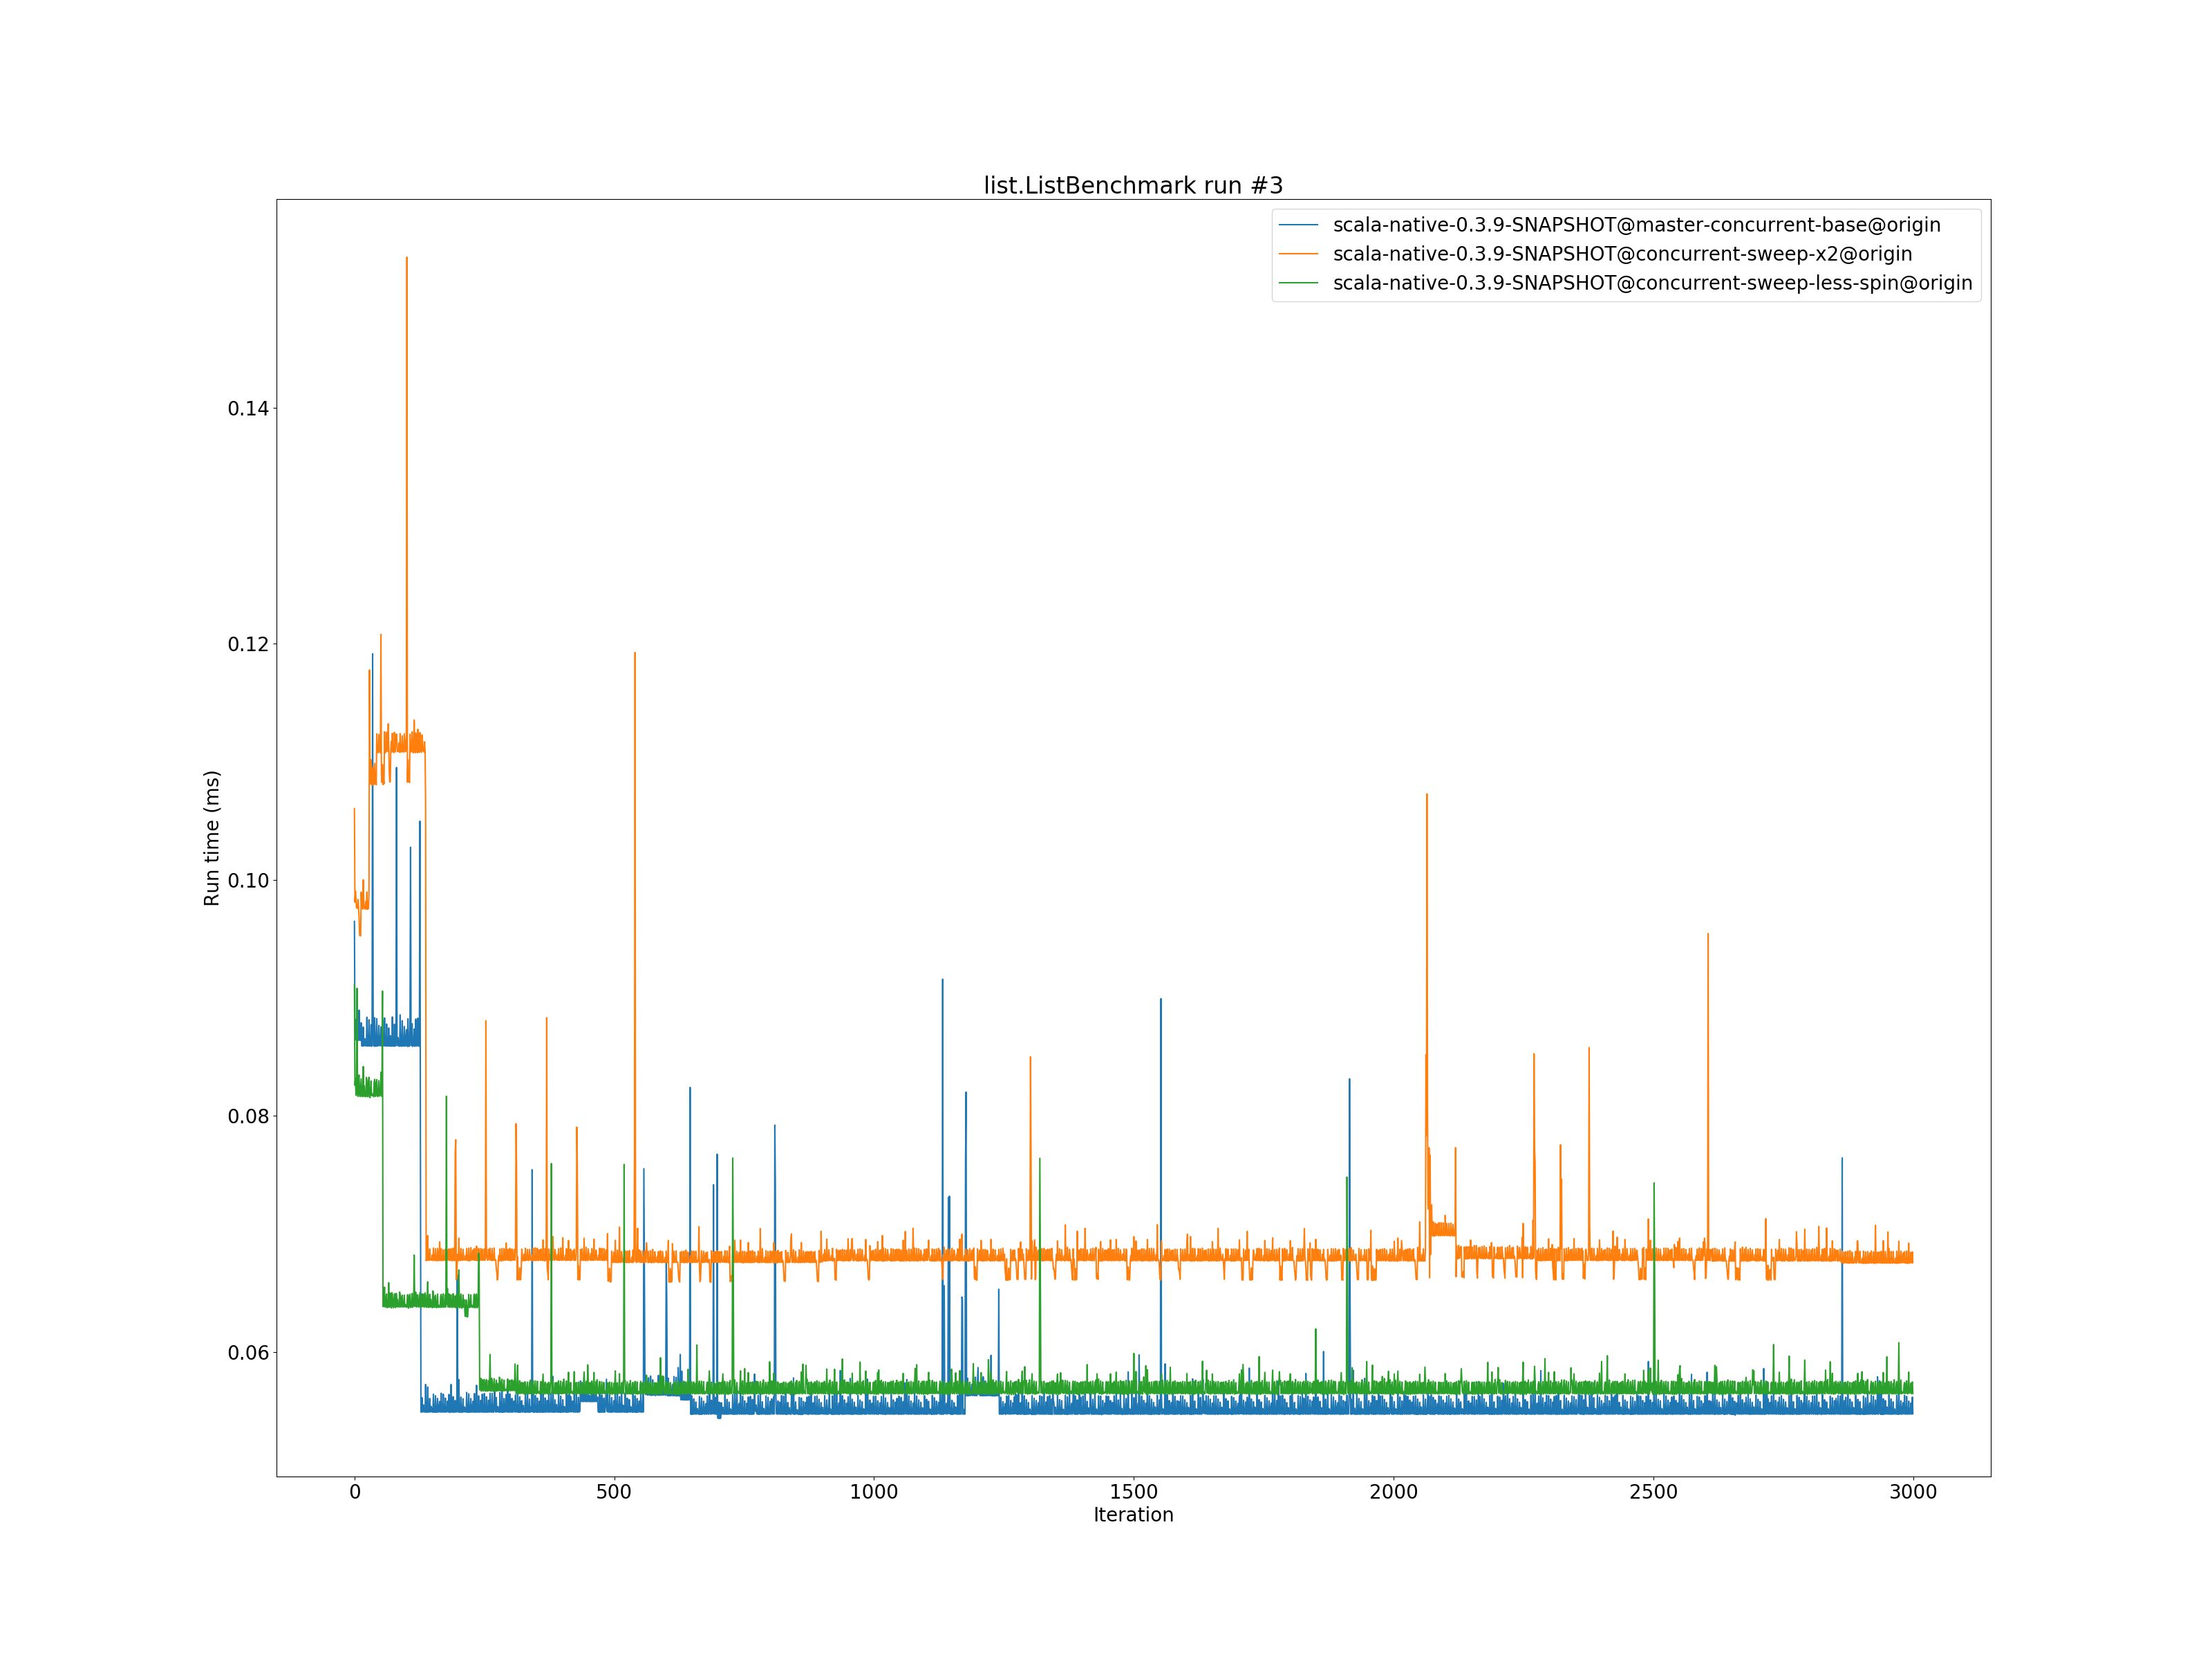 list.ListBenchmark run #3
scala-native-0.3.9-SNAPSHOT@master-concurrent-base@origin
scala-native-0.3.9-SNAPSHOT@concurrent-sweep-x2@origin
scala-native-0.3.9-SNAPSHOT@concurrent-sweep-less-spin@origin
0.14
0.12
0.10
0.08
0.06
Run time (ms)
0 500 1000 1500 2000 2500 3000
Iteration